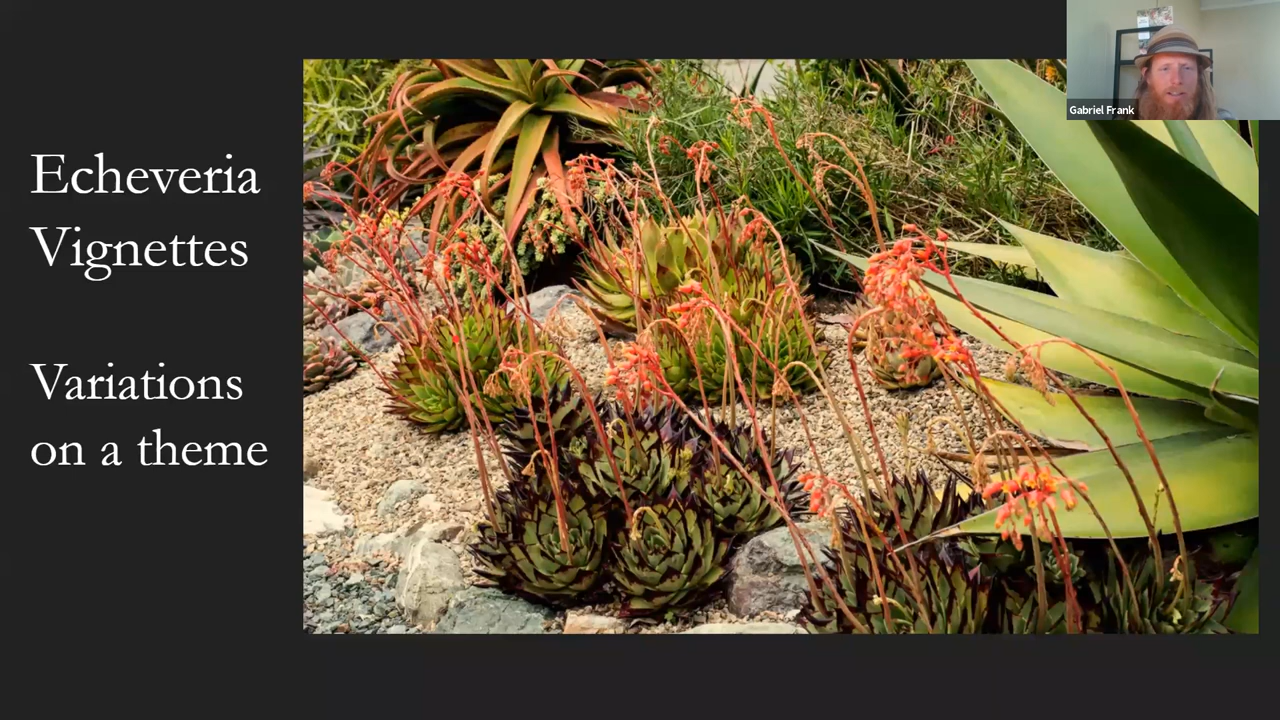 Echeveria
Vignettes
Variations
on a theme
Gabriel Frank